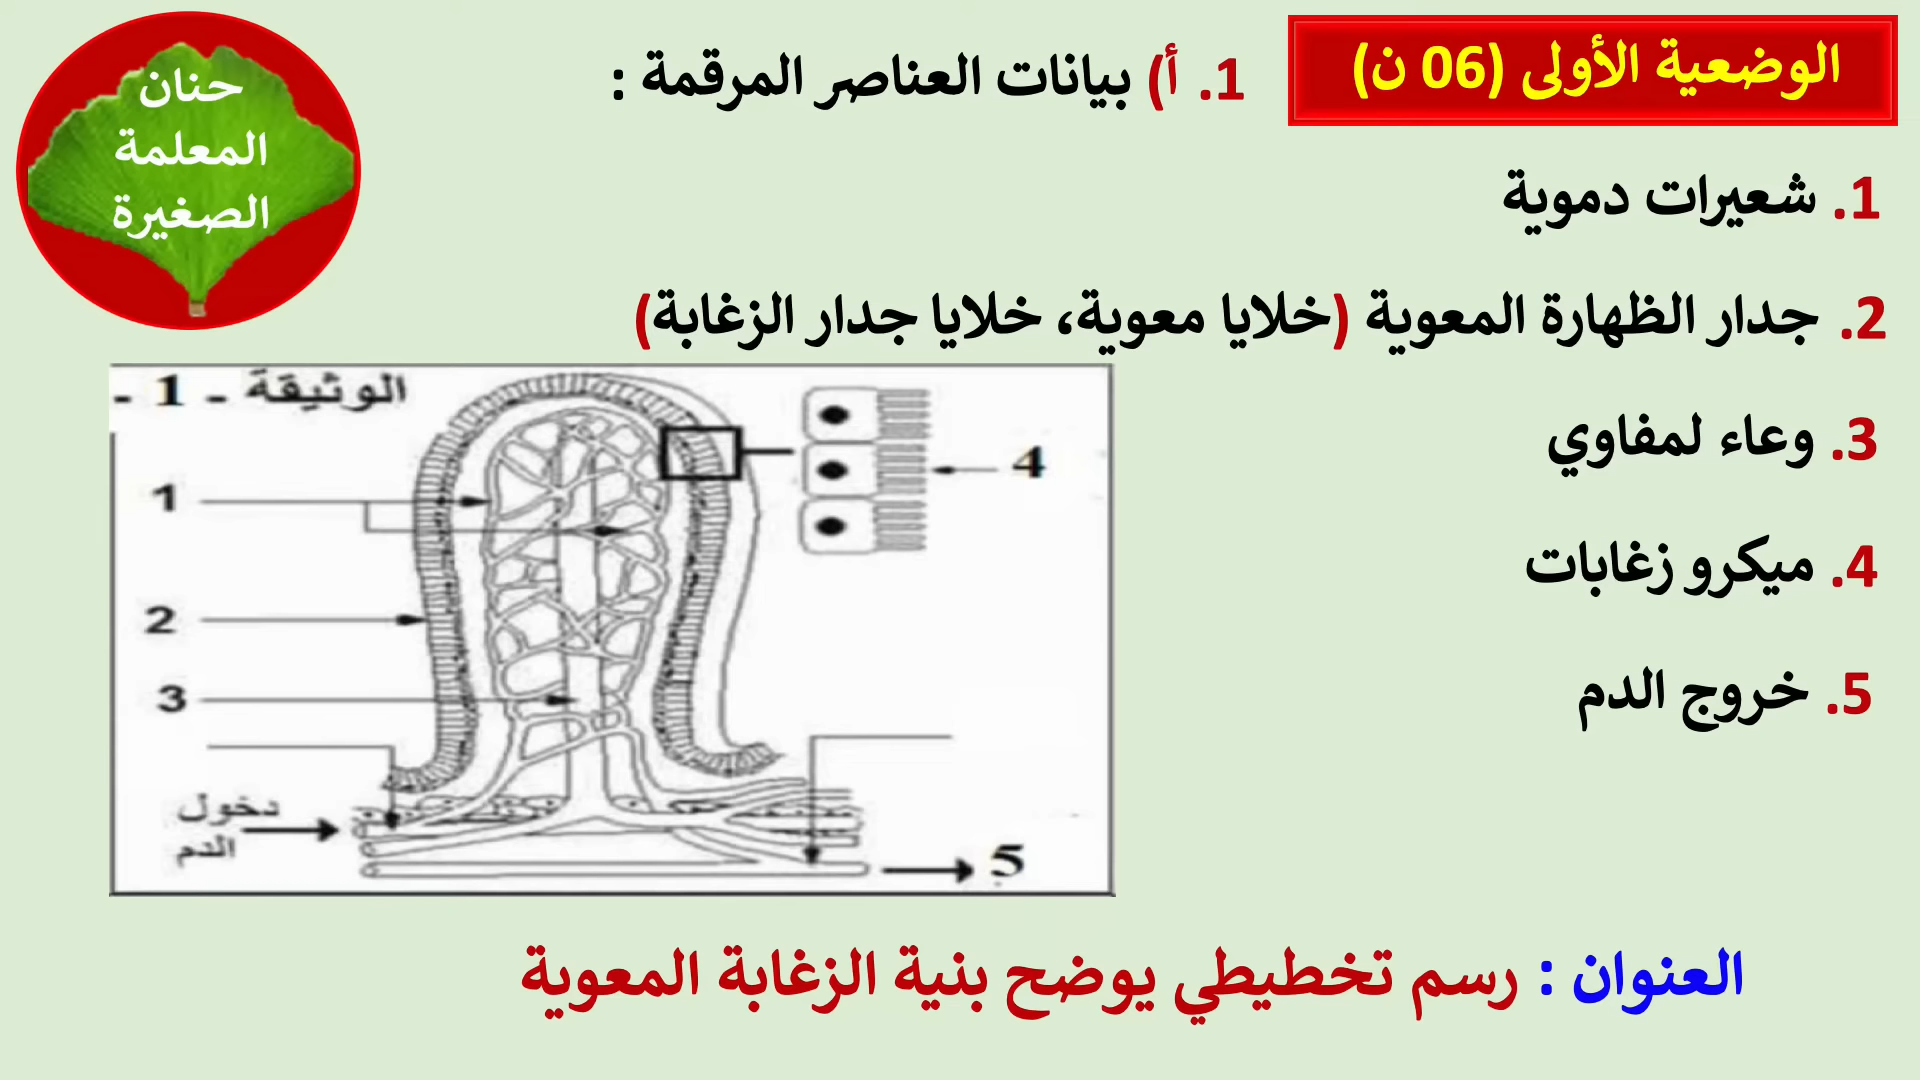 الوضعية الأولى (06 ن)
1. أ) بيانات العناصر المرقمة :
حنان
المعلمة
الصغيرة
1. شعيرات دموية
2. جدار الظهارة المعوية (خلايا معوية، خلايا جدار الزغابة)
3. وعاء لمفاوي
4. ميكرو زغابات
5. خروج الدم
الوثيقة - 1 -
4
1
2
3
دخول
الدم
5
العنوان : رسم تخطيطي يوضح بنية الزغابة المعوية